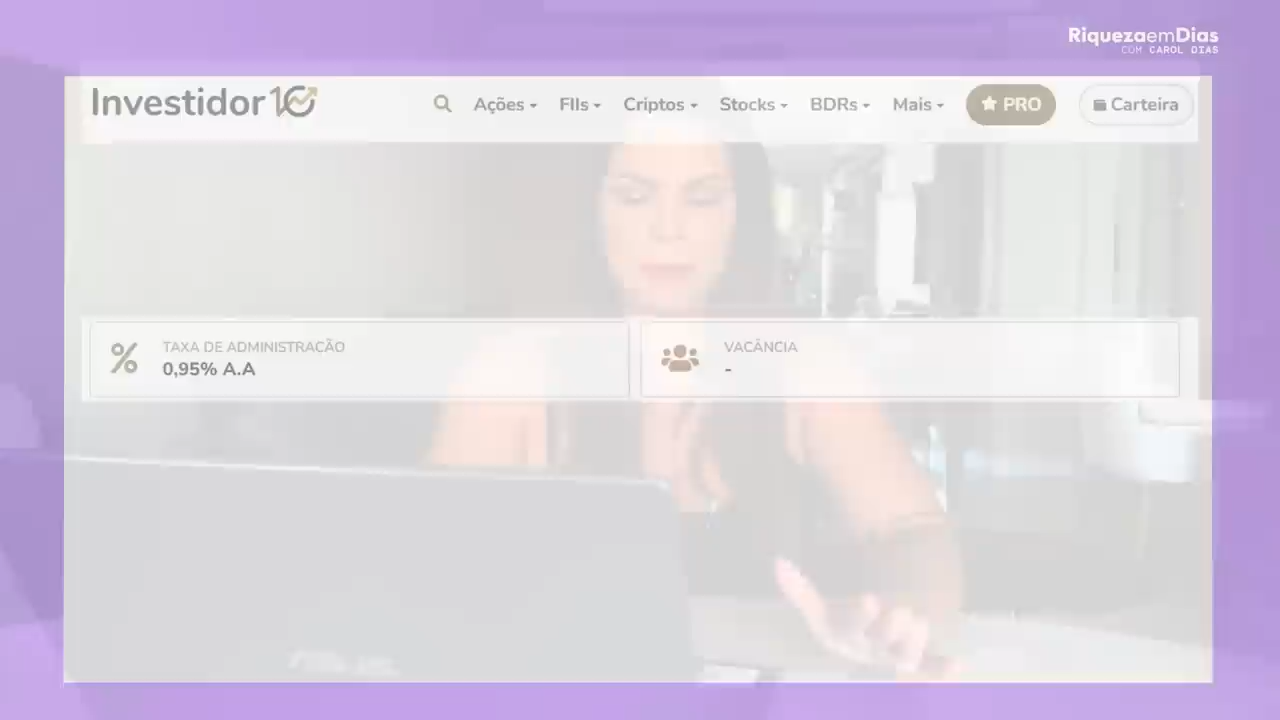 RiquezaemDias
COM CAROL DIAS
Investidor10
Ações FIIs Criptos Stocks BDRs Mais PRO Carteira
TAXA DE ADMINISTRAÇÃO
0,95% A.A
VACÂNCIA
-